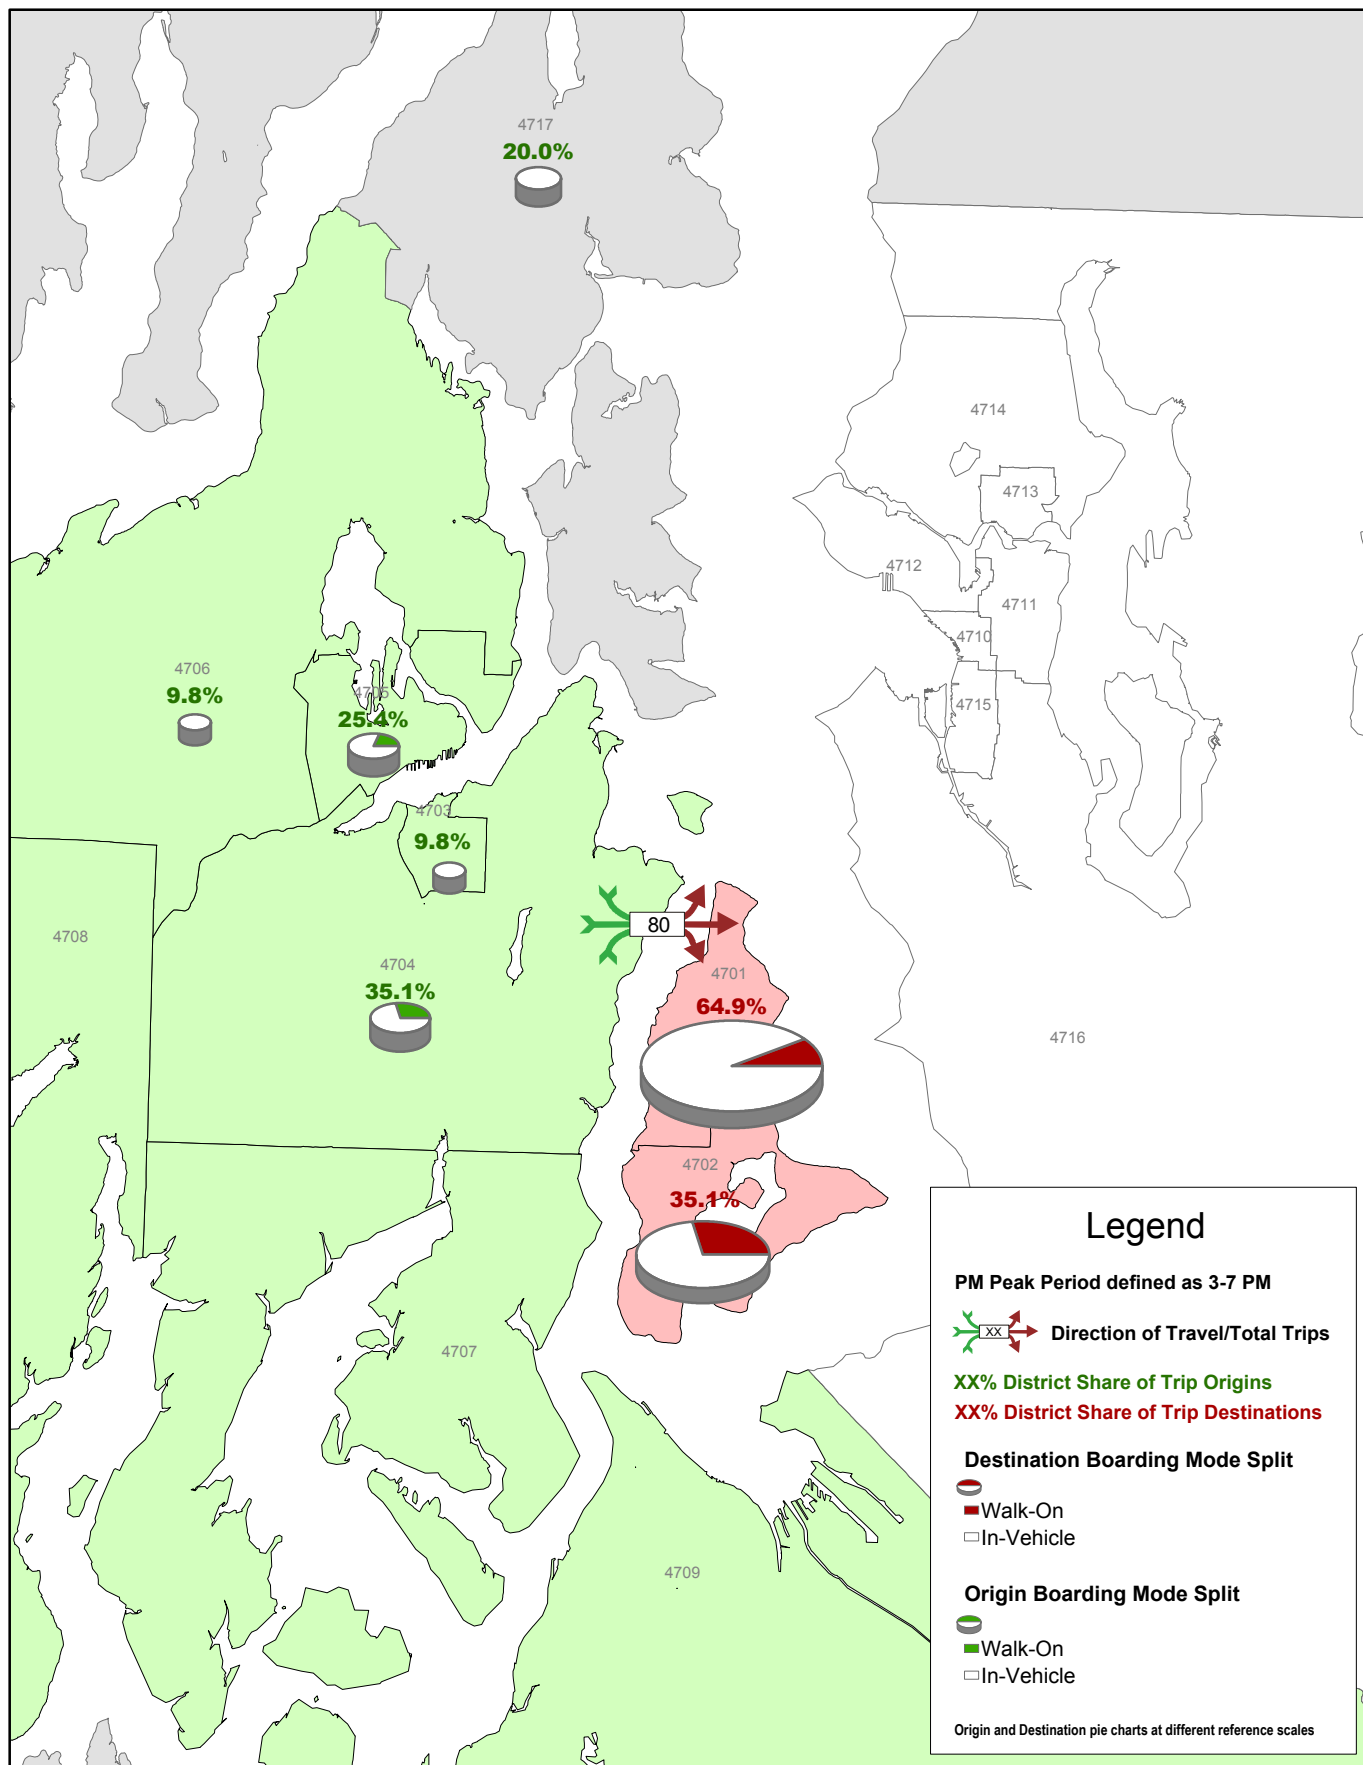 4717
20.0%
4714
4713
4712
4711
4710
4715
4706
9.8%
4705
25.4%
4703
9.8%
80
4708
4704
35.1%
4701
64.9%
4716
4702
35.1%
4707
4709
Legend
PM Peak Period defined as 3-7 PM
XX Direction of Travel/Total Trips
XX% District Share of Trip Origins
XX% District Share of Trip Destinations
Destination Boarding Mode Split
Walk-On
In-Vehicle
Origin Boarding Mode Split
Walk-On
In-Vehicle
Origin and Destination pie charts at different reference scales